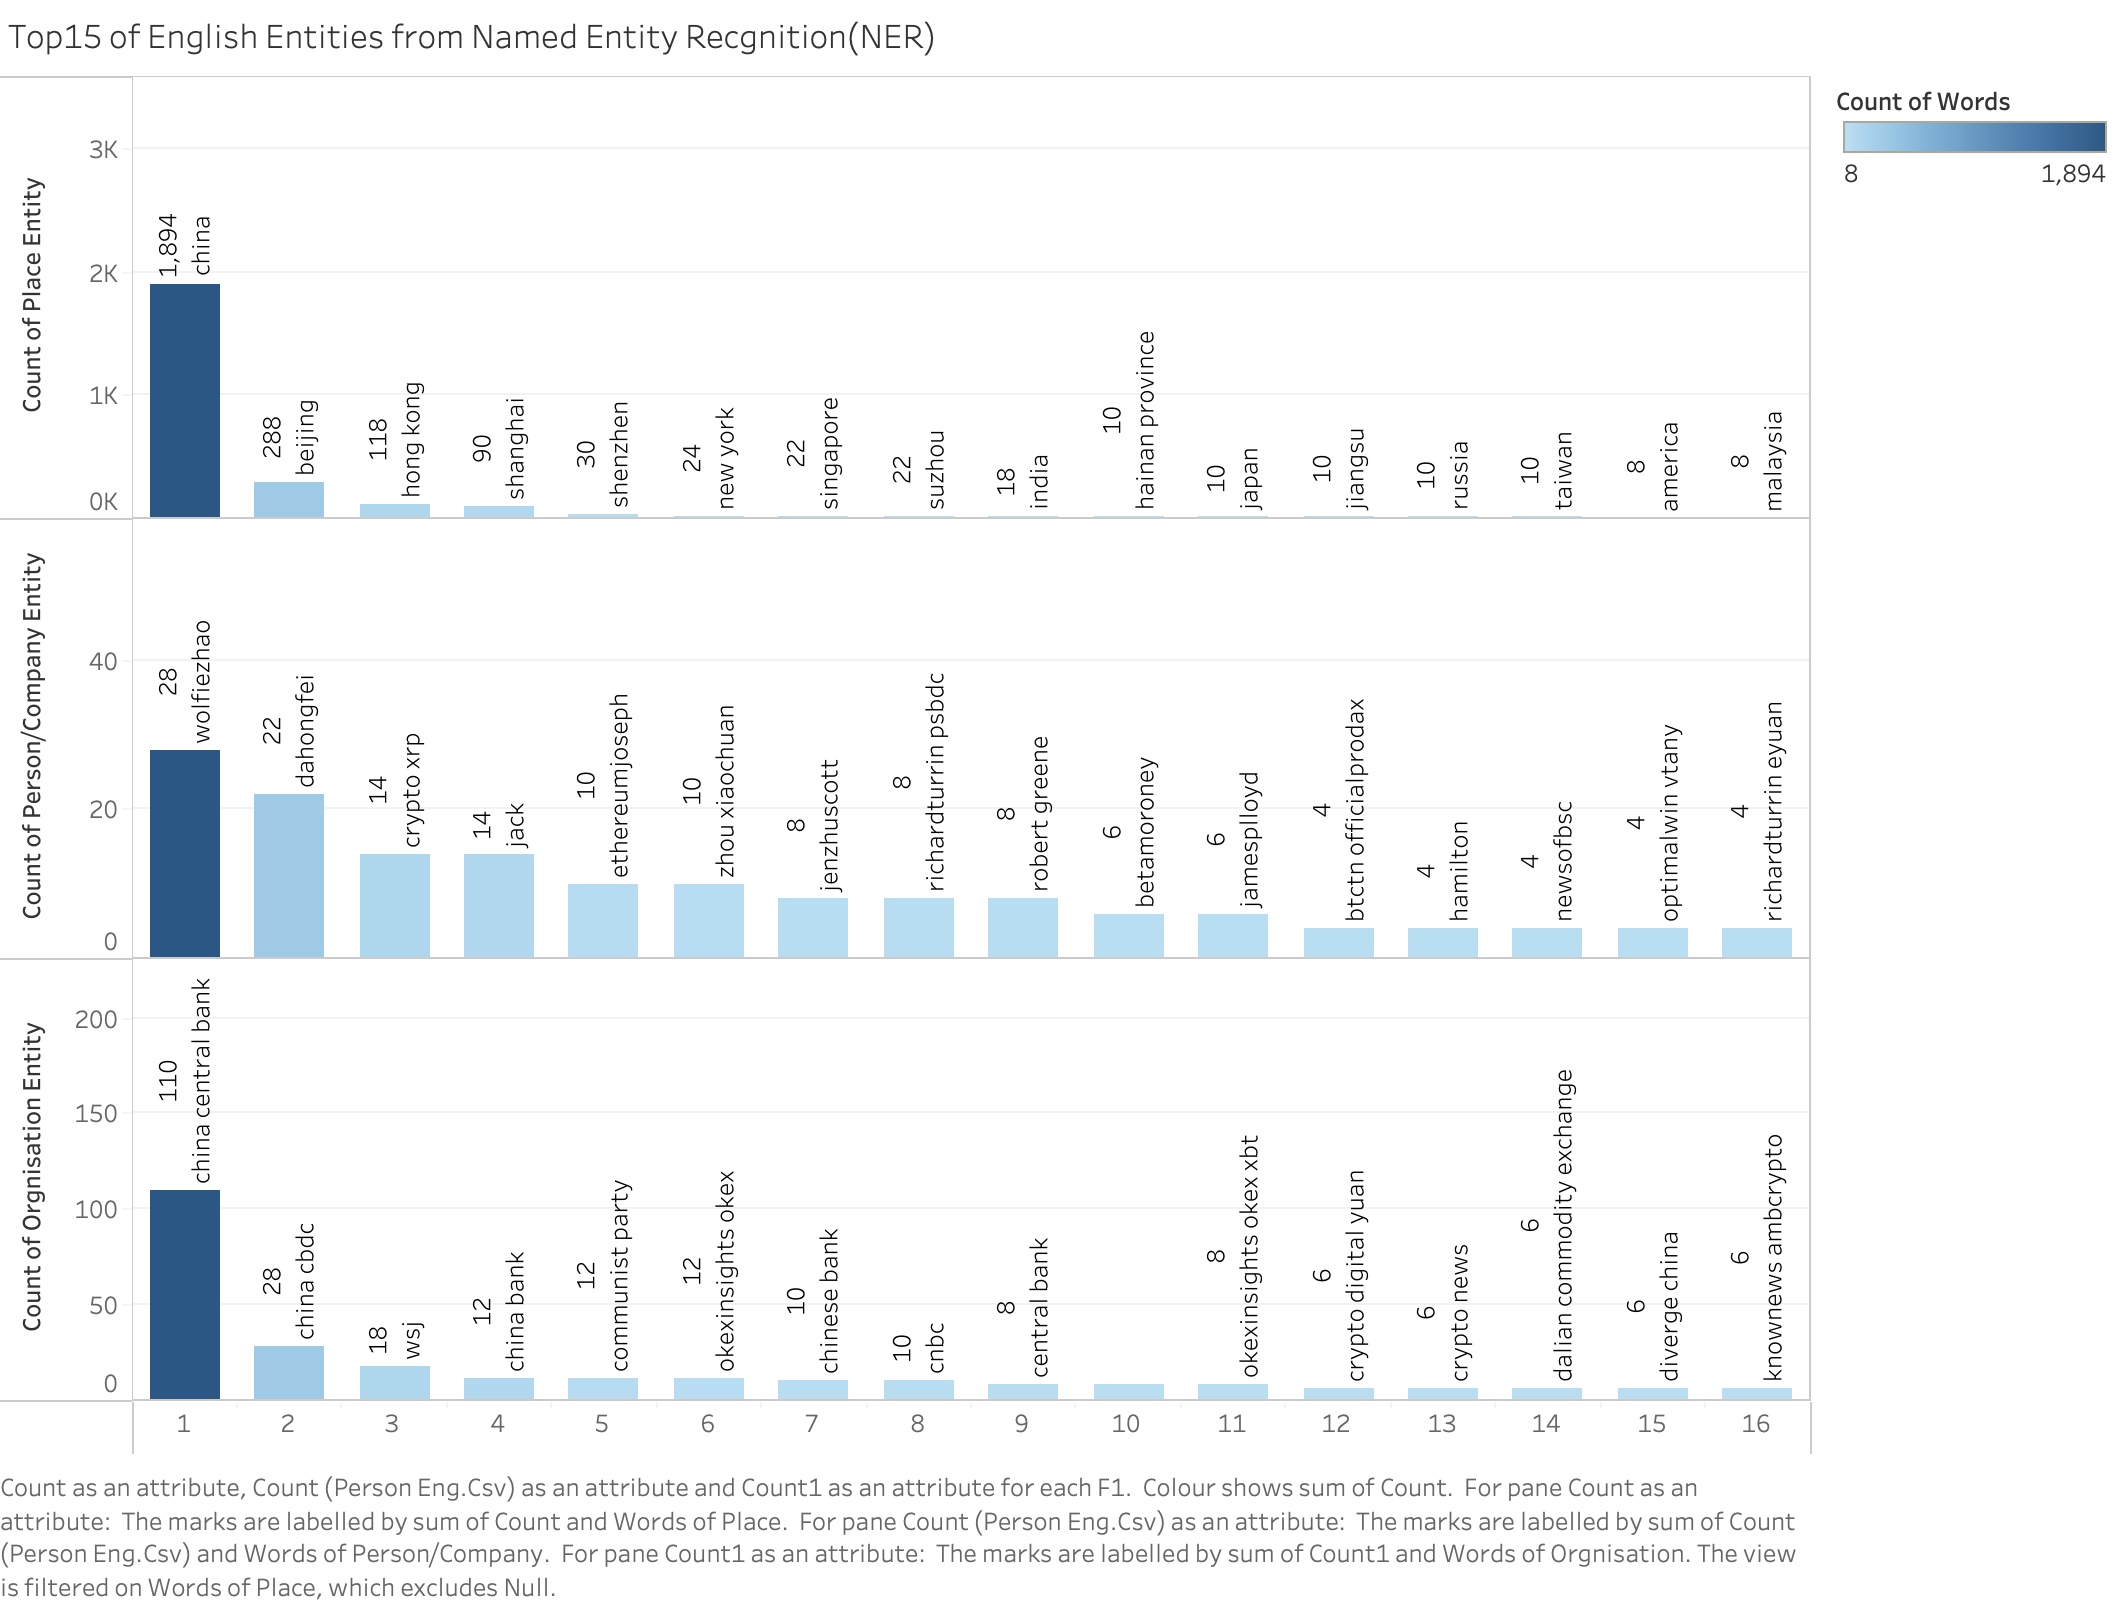 Top15 of English Entities from Named Entity Recgnition(NER)
Count of Words
8
1,894
Count of Place Entity
3K
2K
1K
0K
1,894
china
288
beijing
118
hong kong
90
shanghai
30
shenzhen
24
new york
22
singapore
22
suzhou
18
india
10
hainan province
10
japan
10
jiangsu
10
russia
10
taiwan
8
america
8
malaysia
Count of Person/Company Entity
40
20
0
28
wolfiezhao
22
dahongfei
14
crypto xrp
14
jack
10
ethereumjoseph
10
zhou xiaochuan
8
jenzhuscott
8
richardturrin psbdc
8
robert greene
6
betamoroney
6
jamesplloyd
4
btctn officialprodax
4
hamilton
4
newsofbsc
4
optimalwin vtany
4
richardturrin eyuan
Count of Orgnisation Entity
200
150
100
50
0
110
china central bank
28
china cbdc
18
wsj
12
china bank
12
communist party
12
okexinsights okex
10
chinese bank
10
cnbc
8
central bank
8
okexinsights okex xbt
6
crypto digital yuan
6
crypto news
6
dalian commodity exchange
6
diverge china
6
knownews ambcrypto
1 2 3 4 5 6 7 8 9 10 11 12 13 14 15 16
Count as an attribute, Count (Person Eng.Csv) as an attribute and Count1 as an attribute for each F1.  Colour shows sum of Count.  For pane Count as an
attribute:  The marks are labelled by sum of Count and Words of Place.  For pane Count (Person Eng.Csv) as an attribute:  The marks are labelled by sum of Count
(Person Eng.Csv) and Words of Person/Company.  For pane Count1 as an attribute:  The marks are labelled by sum of Count1 and Words of Orgnisation. The view
is filtered on Words of Place, which excludes Null.